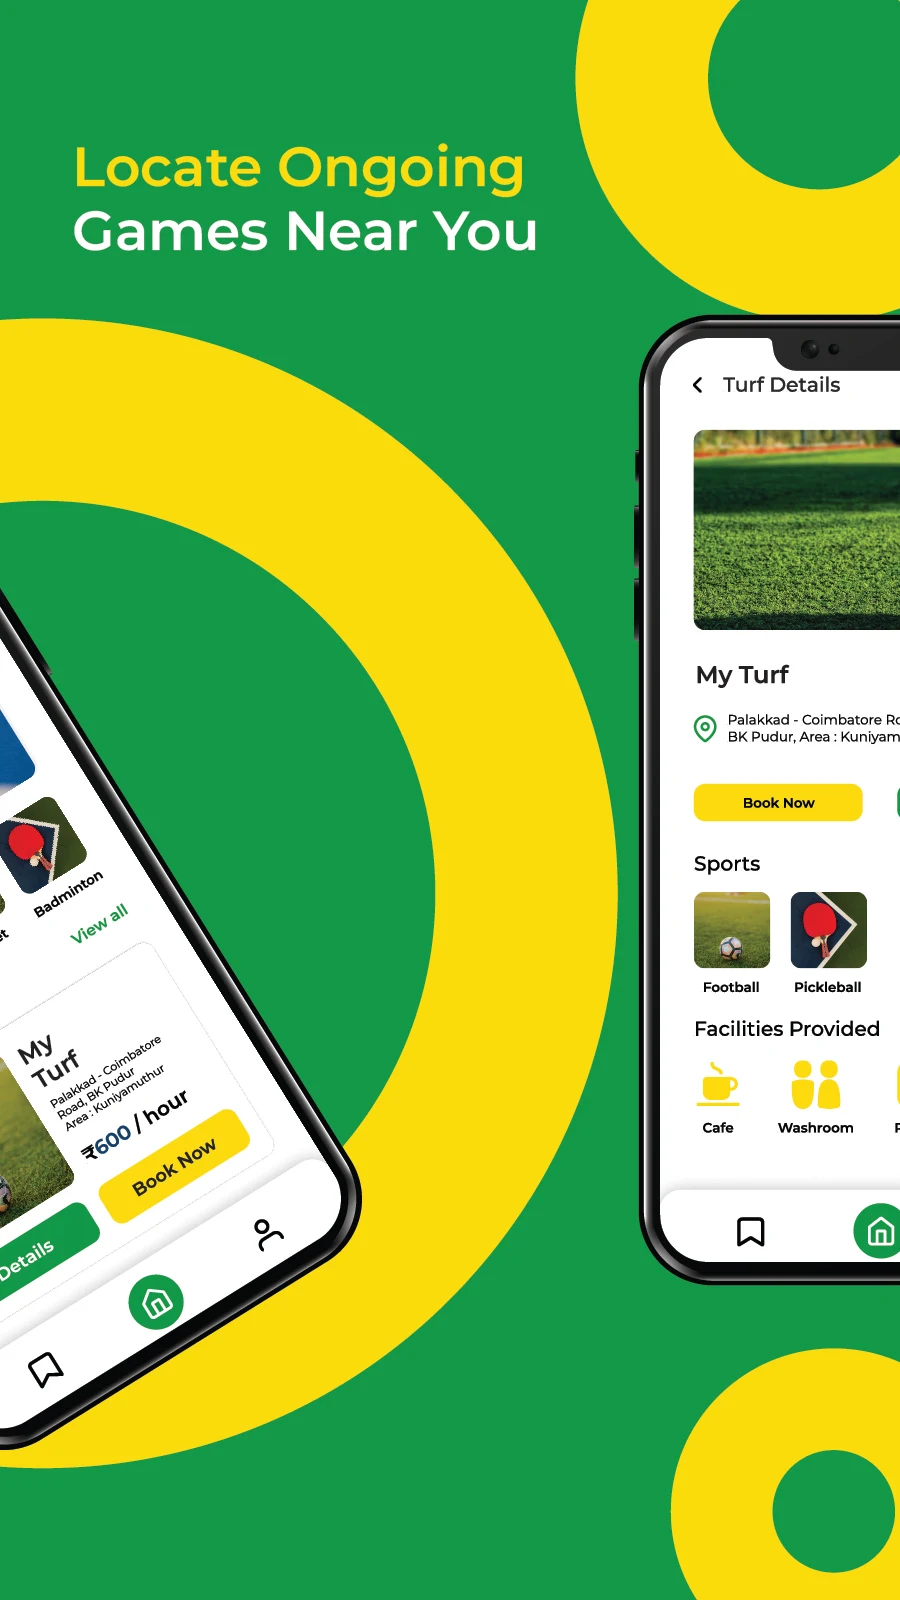 Locate Ongoing
Games Near You
Turf Details
My Turf
Palakkad - Coimbatore
BK Pudur, Area :
Book Now
Sports
Football
Pickleball
Facilities Provided
Cafe
Washroom
Badminton
View all
My
Turf
Palakkad - Coimbatore
Road, BK Pudur
Area : Kuniyamuthur
₹600 / hour
Book Now
Details